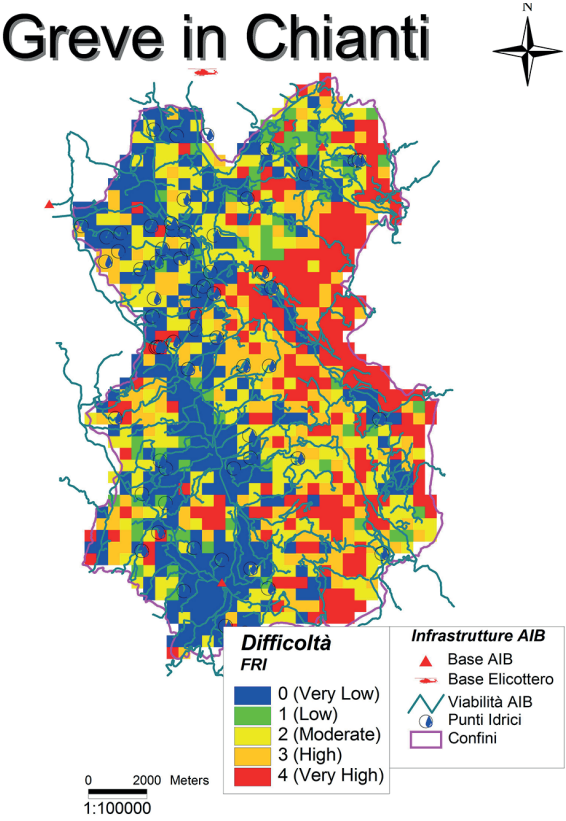 Greve in Chianti
N
Difficoltà
FRI
0 (Very Low)
1 (Low)
2 (Moderate)
3 (High)
4 (Very High)
Infrastrutture AIB
Base AIB
Base Elicottero
Viabilità AIB
Punti Idrici
Confini
0 2000 Meters
1:100000